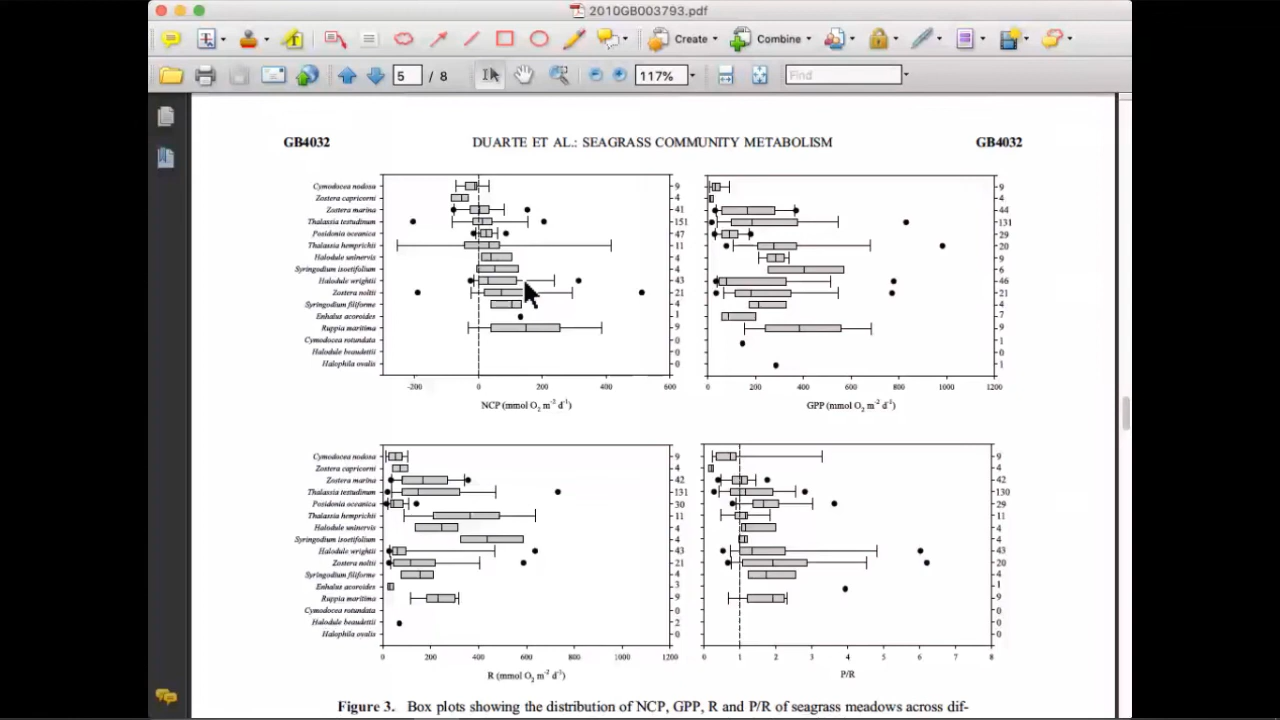 2010GB003793.pdf
Create
Combine
5 / 8
117%
Find
GB4032 DUARTE ET AL.: SEAGRASS COMMUNITY METABOLISM GB4032
Cymodocea nodosa 9 9
Zostera capricorni 4 4
Zostera marina 41 44
Thalassia testudinum 151 131
Posidonia oceanica 47 29
Thalassia hemprichii 11 20
Halodule uninervis 4 9
Syringodium isoetifolium 4 6
Halodule wrightii 43 46
Zostera noltii 21 21
Syringodium filiforme 4 4
Enhalus acoroides 1 7
Ruppia maritima 9 9
Cymodocea rotundata 0 1
Halodule beaudettii 0 0
Halophila ovalis 0 1
-200 0 200 400 600 0 200 400 600 800 1000 1200
NCP (mmol O2 m-2 d-1) GPP (mmol O2 m-2 d-1)
Cymodocea nodosa 9 9
Zostera capricorni 4 4
Zostera marina 42 42
Thalassia testudinum 131 130
Posidonia oceanica 30 29
Thalassia hemprichii 11 11
Halodule uninervis 4 4
Syringodium isoetifolium 4 4
Halodule wrightii 43 43
Zostera noltii 21 20
Syringodium filiforme 4 4
Enhalus acoroides 3 1
Ruppia maritima 9 9
Cymodocea rotundata 0 0
Halodule beaudettii 2 0
Halophila ovalis 0 0
0 200 400 600 800 1000 1200 0 1 2 3 4 5 6 7 8
R (mmol O2 m-2 d-1) P/R
Figure 3. Box plots showing the distribution of NCP, GPP, R and P/R of seagrass meadows across dif-